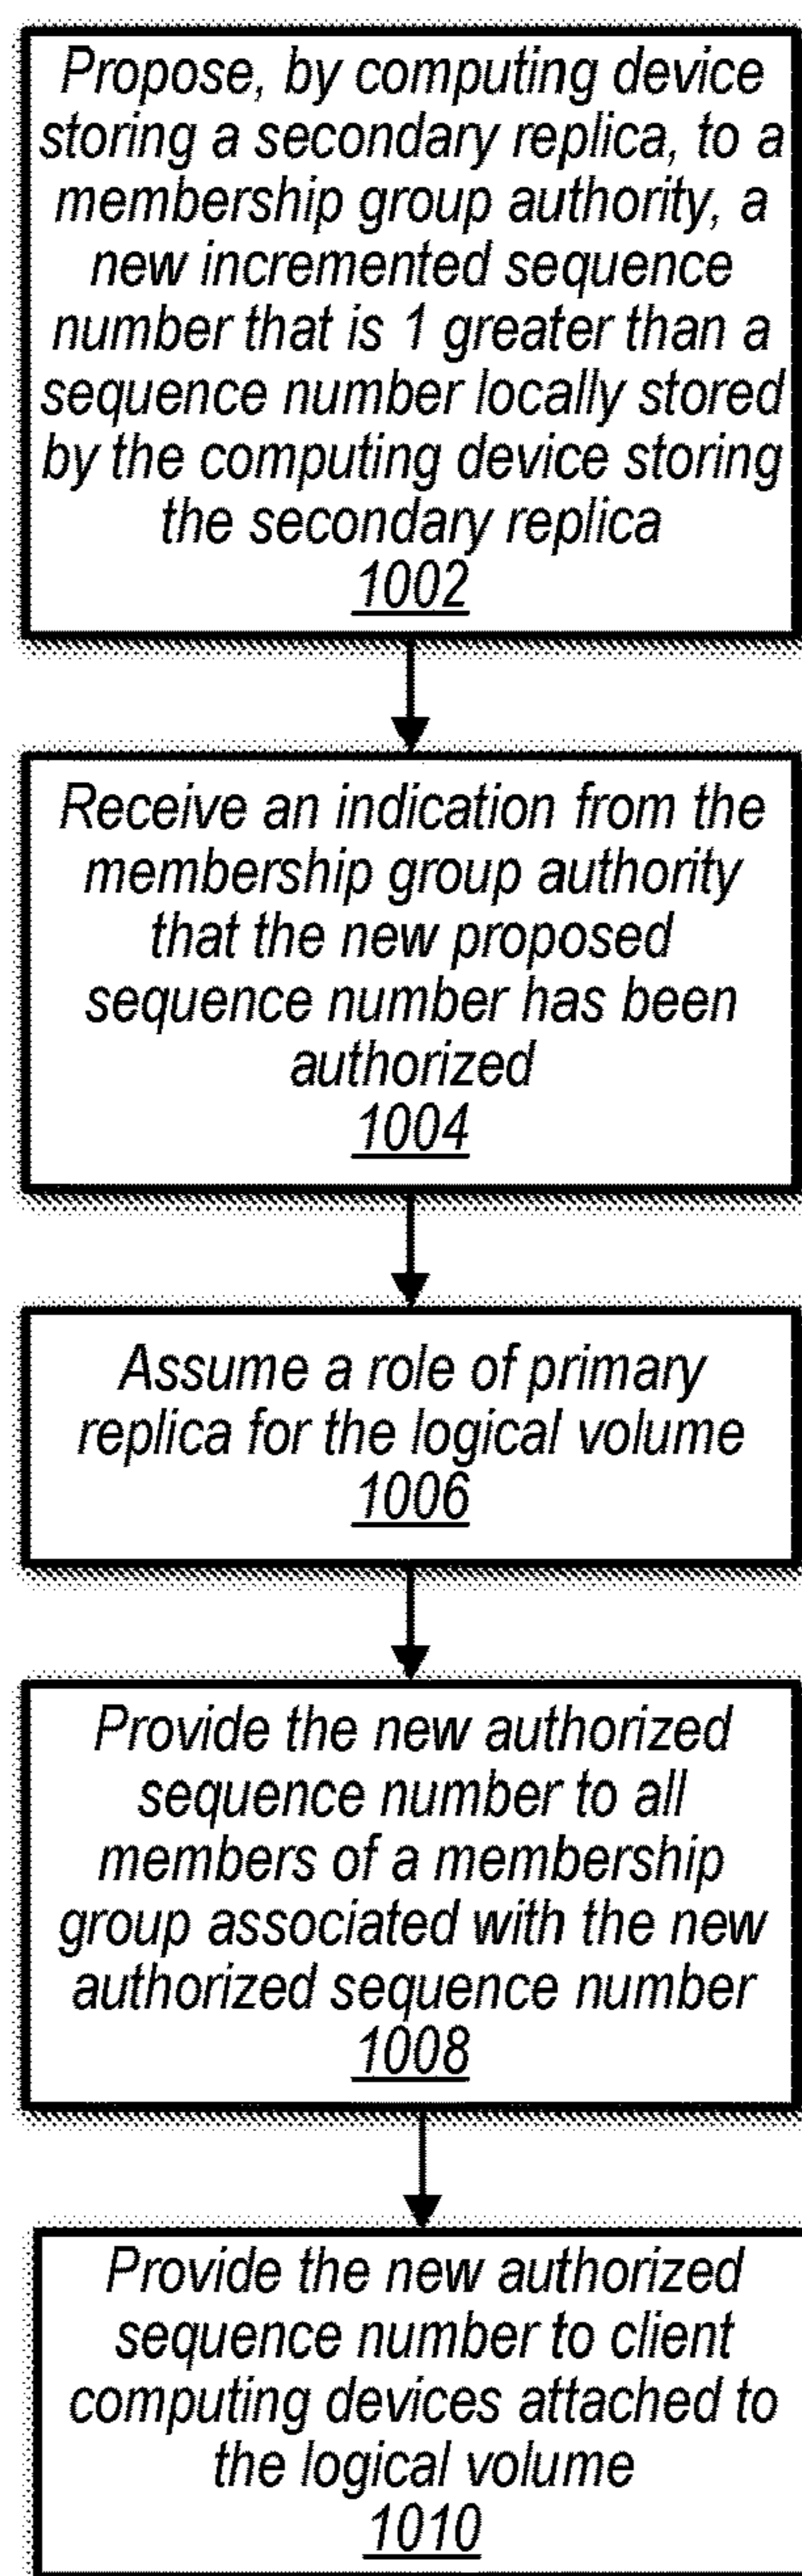 Propose, by computing device
storing a secondary replica, to a
membership group authority, a
new incremented sequence
number that is 1 greater than a
sequence number locally stored
by the computing device storing
the secondary replica
1002
Receive an indication from the
membership group authority
that the new proposed
sequence number has been
authorized
1004
Assume a role of primary
replica for the logical volume
1006
Provide the new authorized
sequence number to all
members of a membership
group associated with the new
authorized sequence number
1008
Provide the new authorized
sequence number to client
computing devices attached to
the logical volume
1010